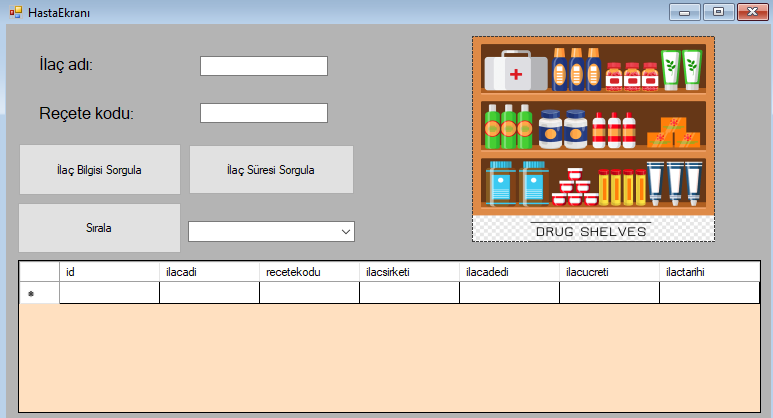 HastaEkranı
İlaç adı:
Reçete kodu:
İlaç Bilgisi Sorgula
İlaç Süresi Sorgula
Sırala
DRUG SHELVES
id ilacadi recetekodu ilacsirketi ilacadedi ilacucreti ilactarihi